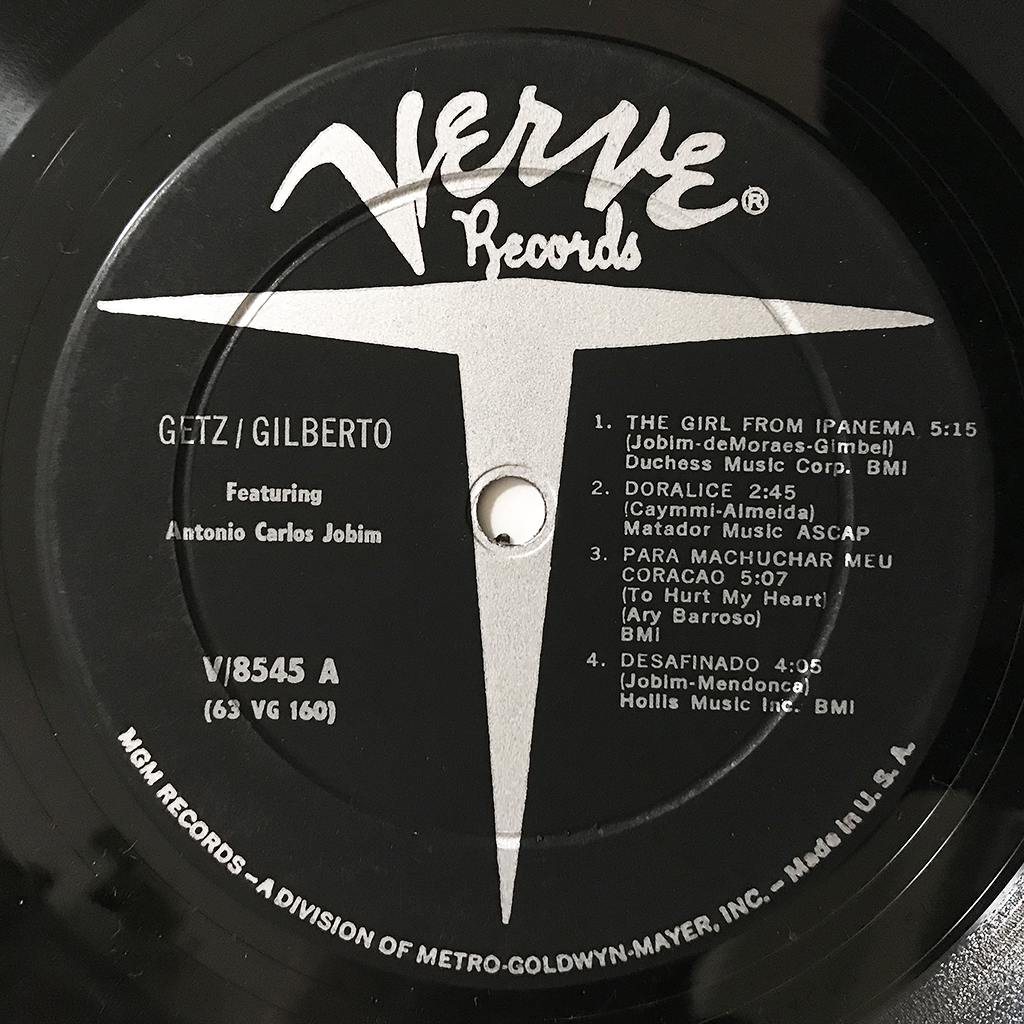 Verve®
Records
GETZ/GILBERTO
Featuring
Antonio Carlos Jobim
V/8545 A
(63 VG 160)
1. THE GIRL FROM IPANEMA 5:15
(Jobim-deMoraes-Gimbel)
Duchess Music Corp. BMI
2. DORALICE 2:45
(Caymmi-Almeida)
Matador Music ASCAP
3. PARA MACHUCHAR MEU
CORACAO 5:07
(To Hurt My Heart)
(Ary Barroso)
BMI
4. DESAFINADO 4:05
(Jobim-Mendonca)
Hollis Music Inc. BMI
MGM RECORDS – A DIVISION OF METRO-GOLDWYN-MAYER, INC. – Made in U. S. A.